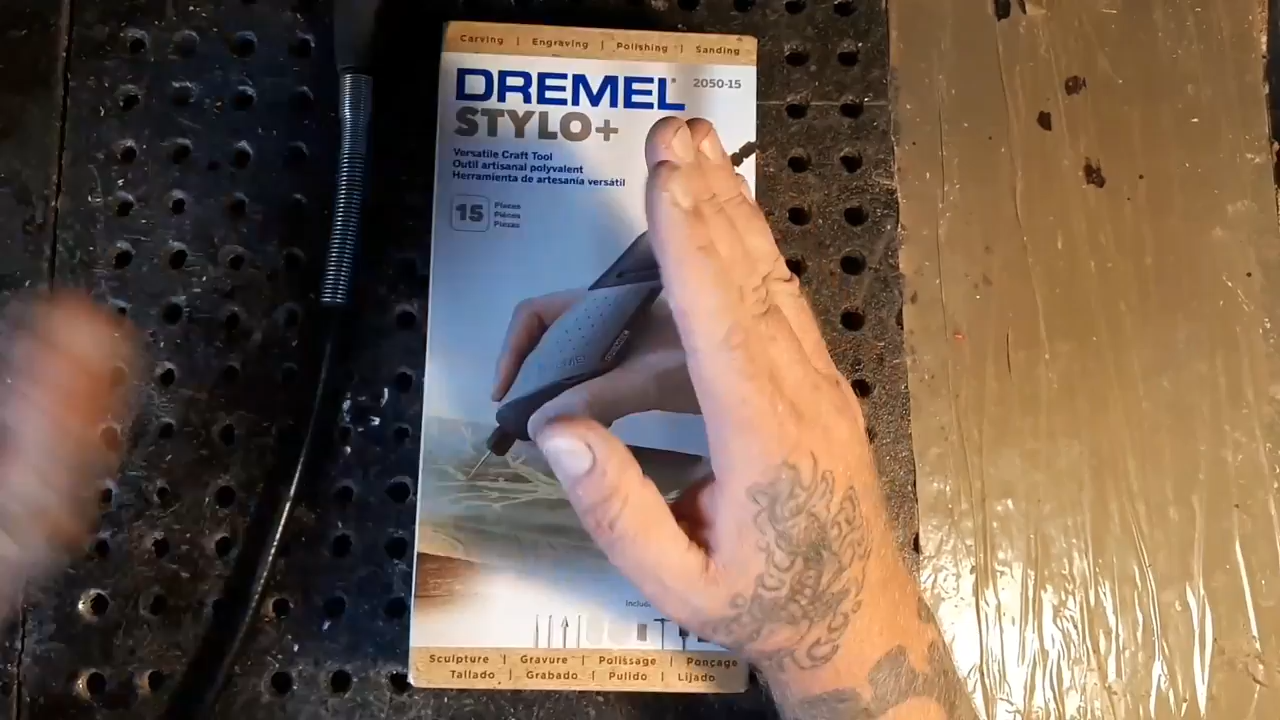 Carving | Engraving | Polishing | Sanding
DREMEL® 2050-15
STYLO+
Versatile Craft Tool
Outil artisanal polyvalent
Herramienta de artesanía versátil
15 Pieces
Pièces
Piezas
Sculpture | Gravure | Polissage | Ponçage
Tallado | Grabado | Pulido | Lijado